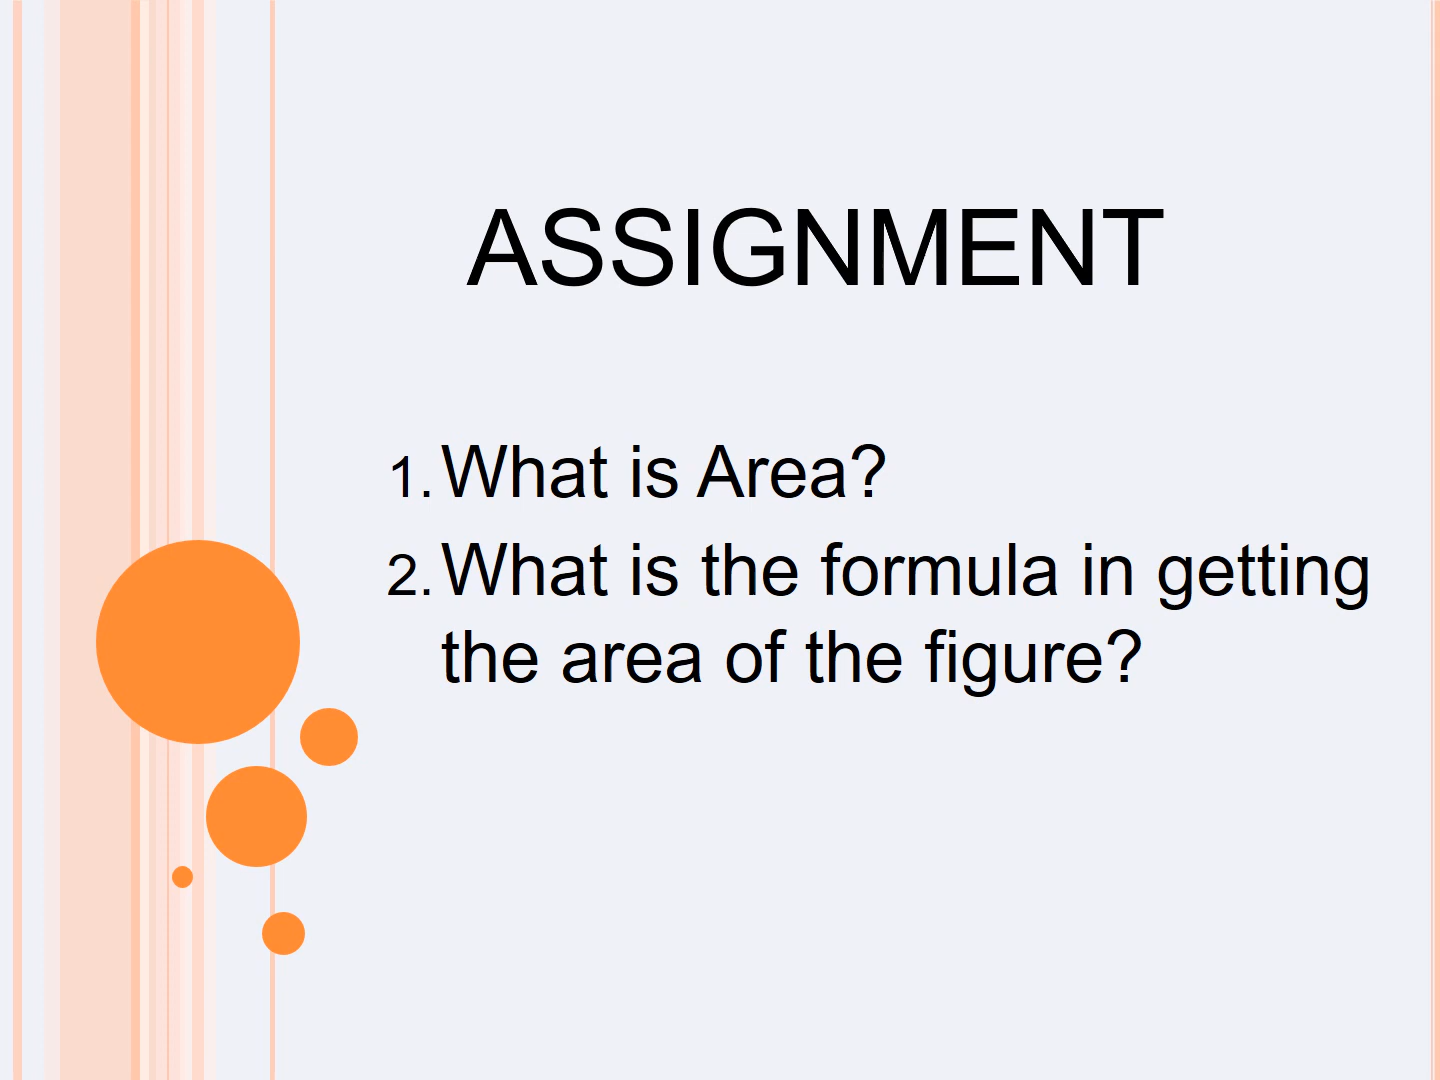 ASSIGNMENT
1. What is Area?
2. What is the formula in getting
the area of the figure?